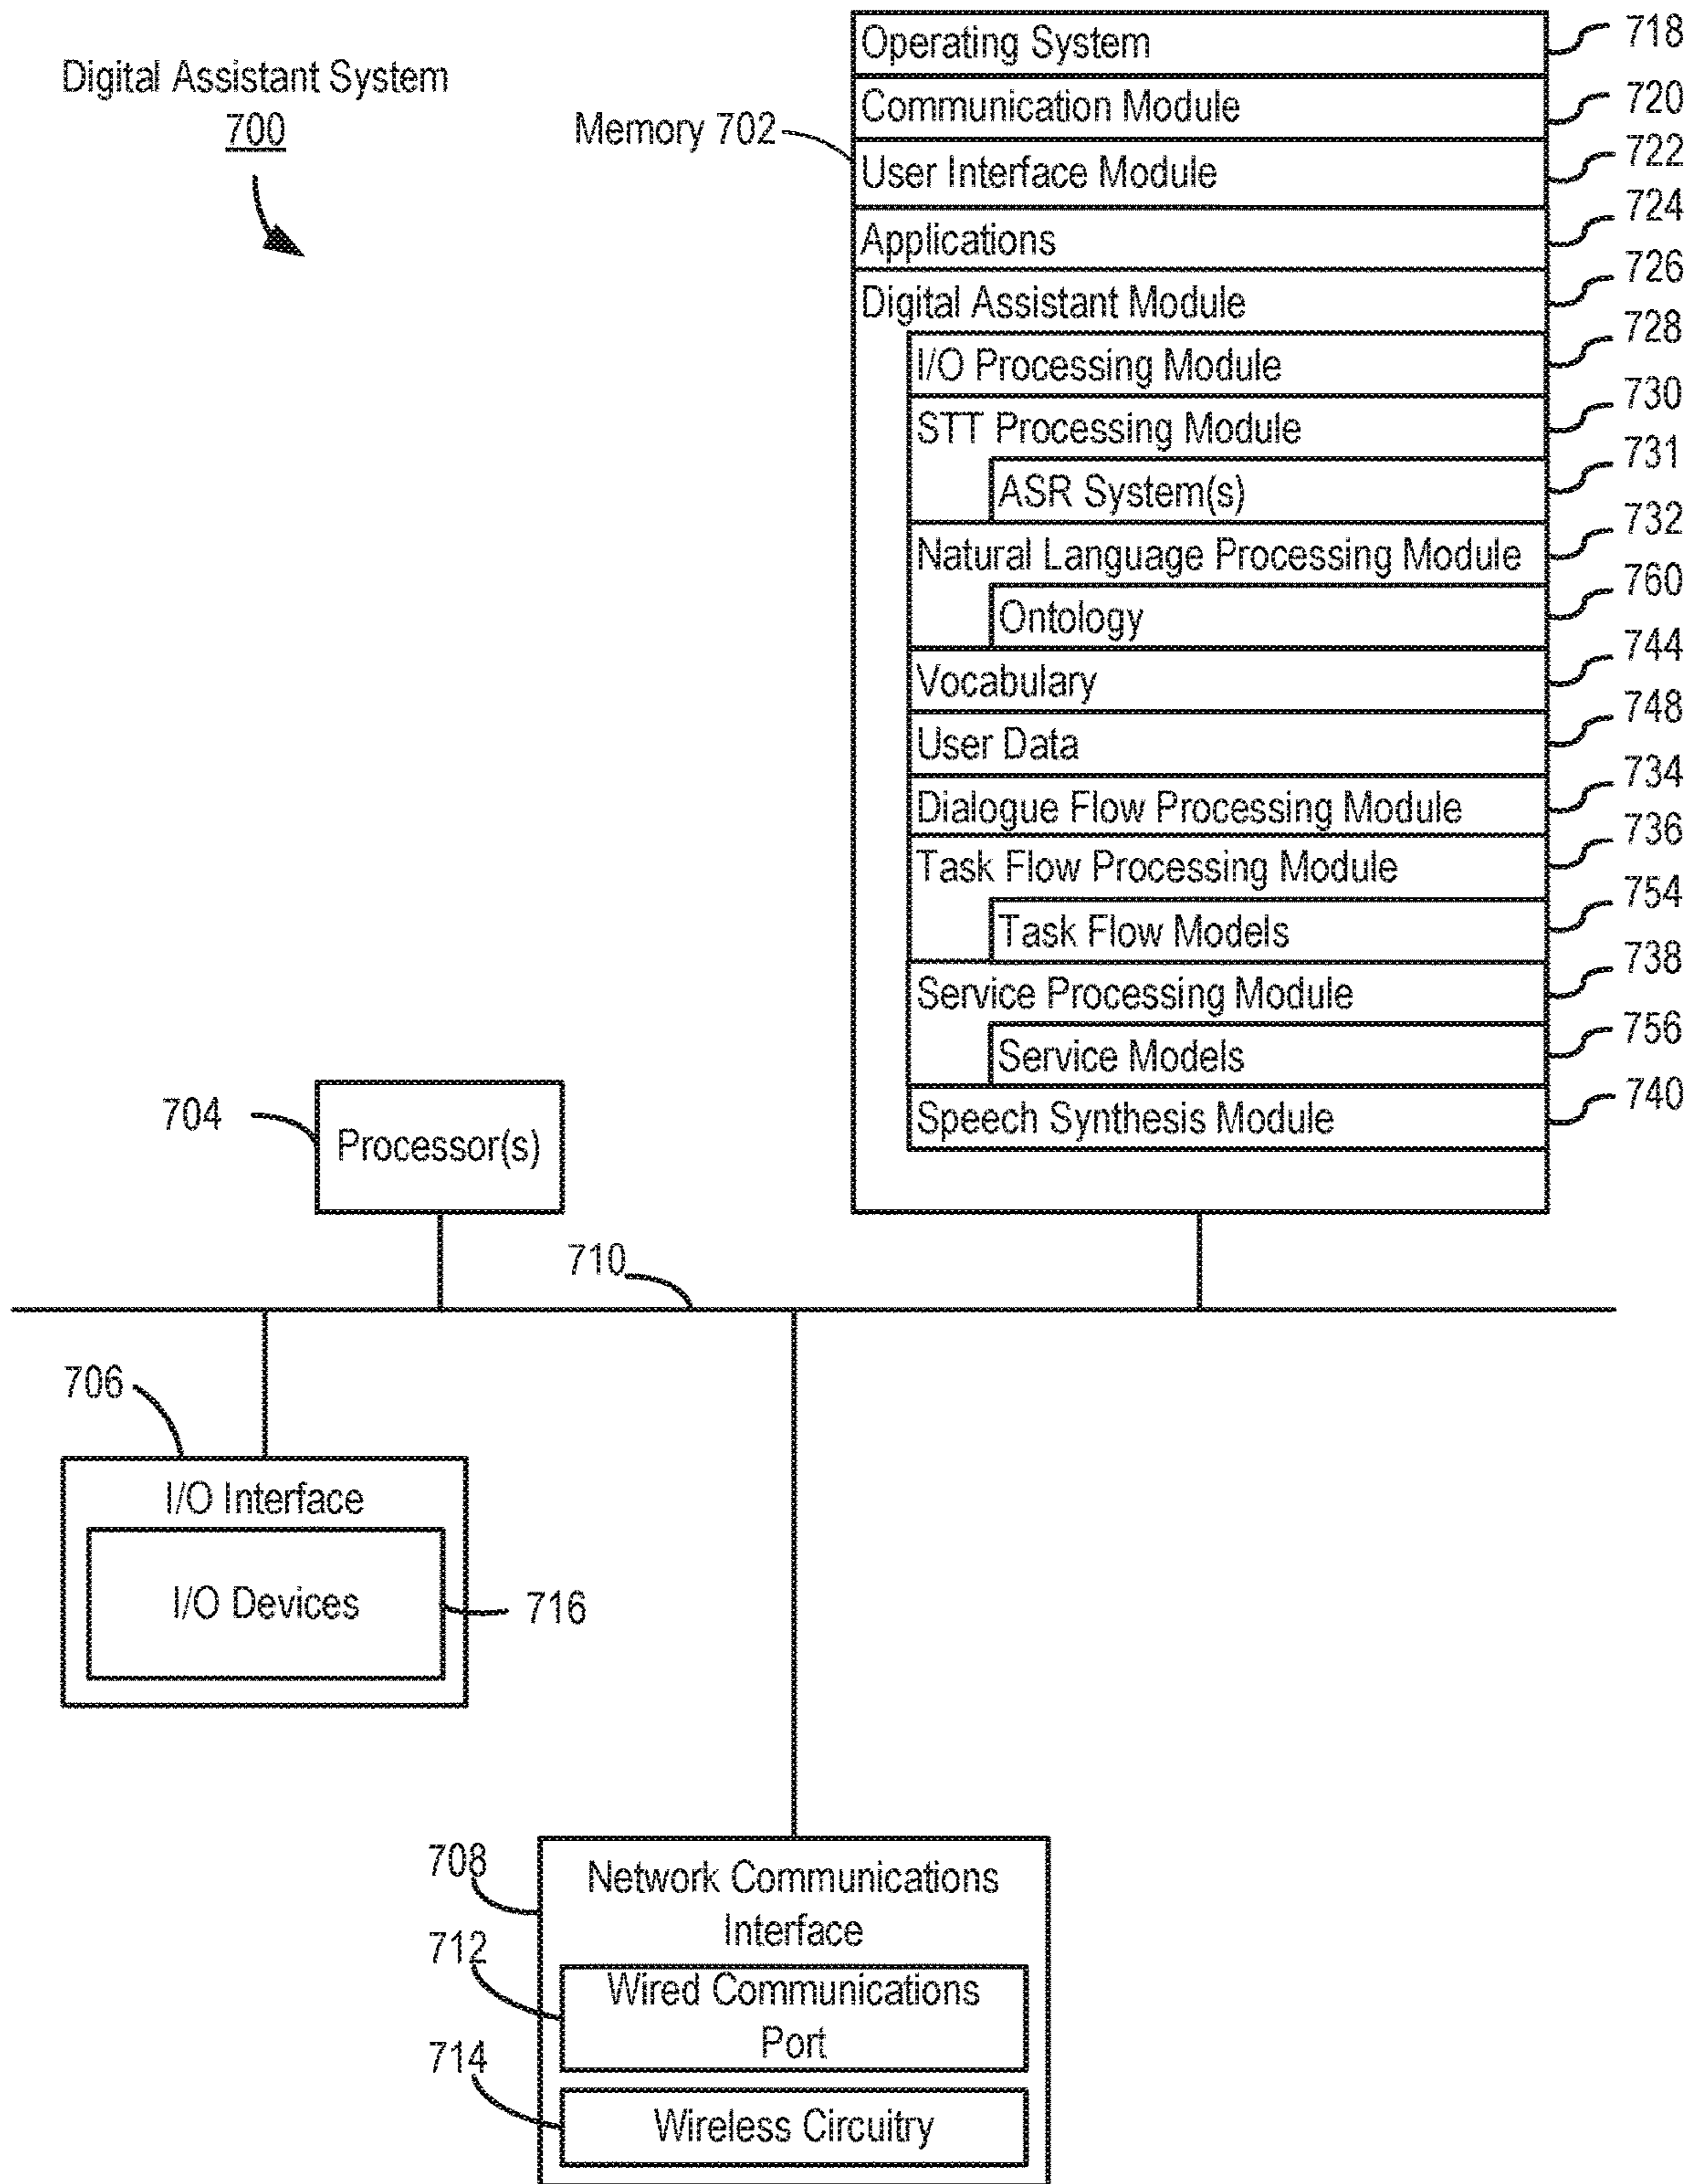 Digital Assistant System
700
Memory 702
Operating System 718
Communication Module 720
User Interface Module 722
Applications 724
Digital Assistant Module 726
I/O Processing Module 728
STT Processing Module 730
ASR System(s) 731
Natural Language Processing Module 732
Ontology 760
Vocabulary 744
User Data 748
Dialogue Flow Processing Module 734
Task Flow Processing Module 736
Task Flow Models 754
Service Processing Module 738
Service Models 756
Speech Synthesis Module 740
704
Processor(s)
710
706
I/O Interface
I/O Devices
716
708
Network Communications
Interface
712
Wired Communications
Port
714
Wireless Circuitry